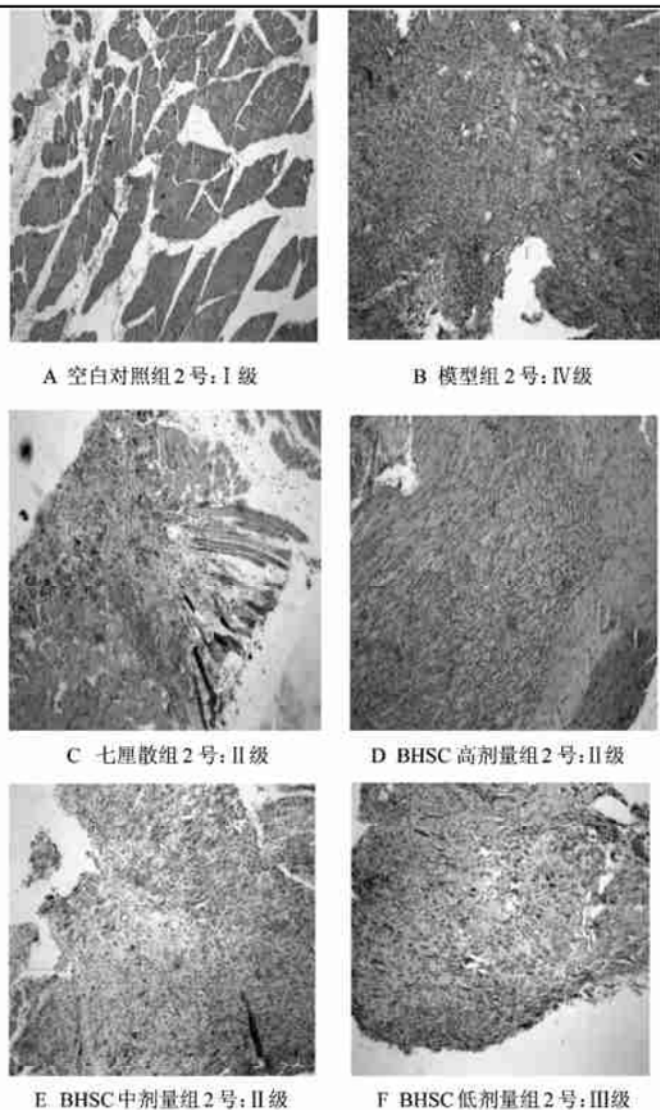 A 空白对照组2号:Ⅰ级
B 模型组2号:Ⅳ级
C 七厘散组2号:Ⅱ级
D BHSC高剂量组2号:Ⅱ级
E BHSC中剂量组2号:Ⅱ级
F BHSC低剂量组2号:Ⅲ级